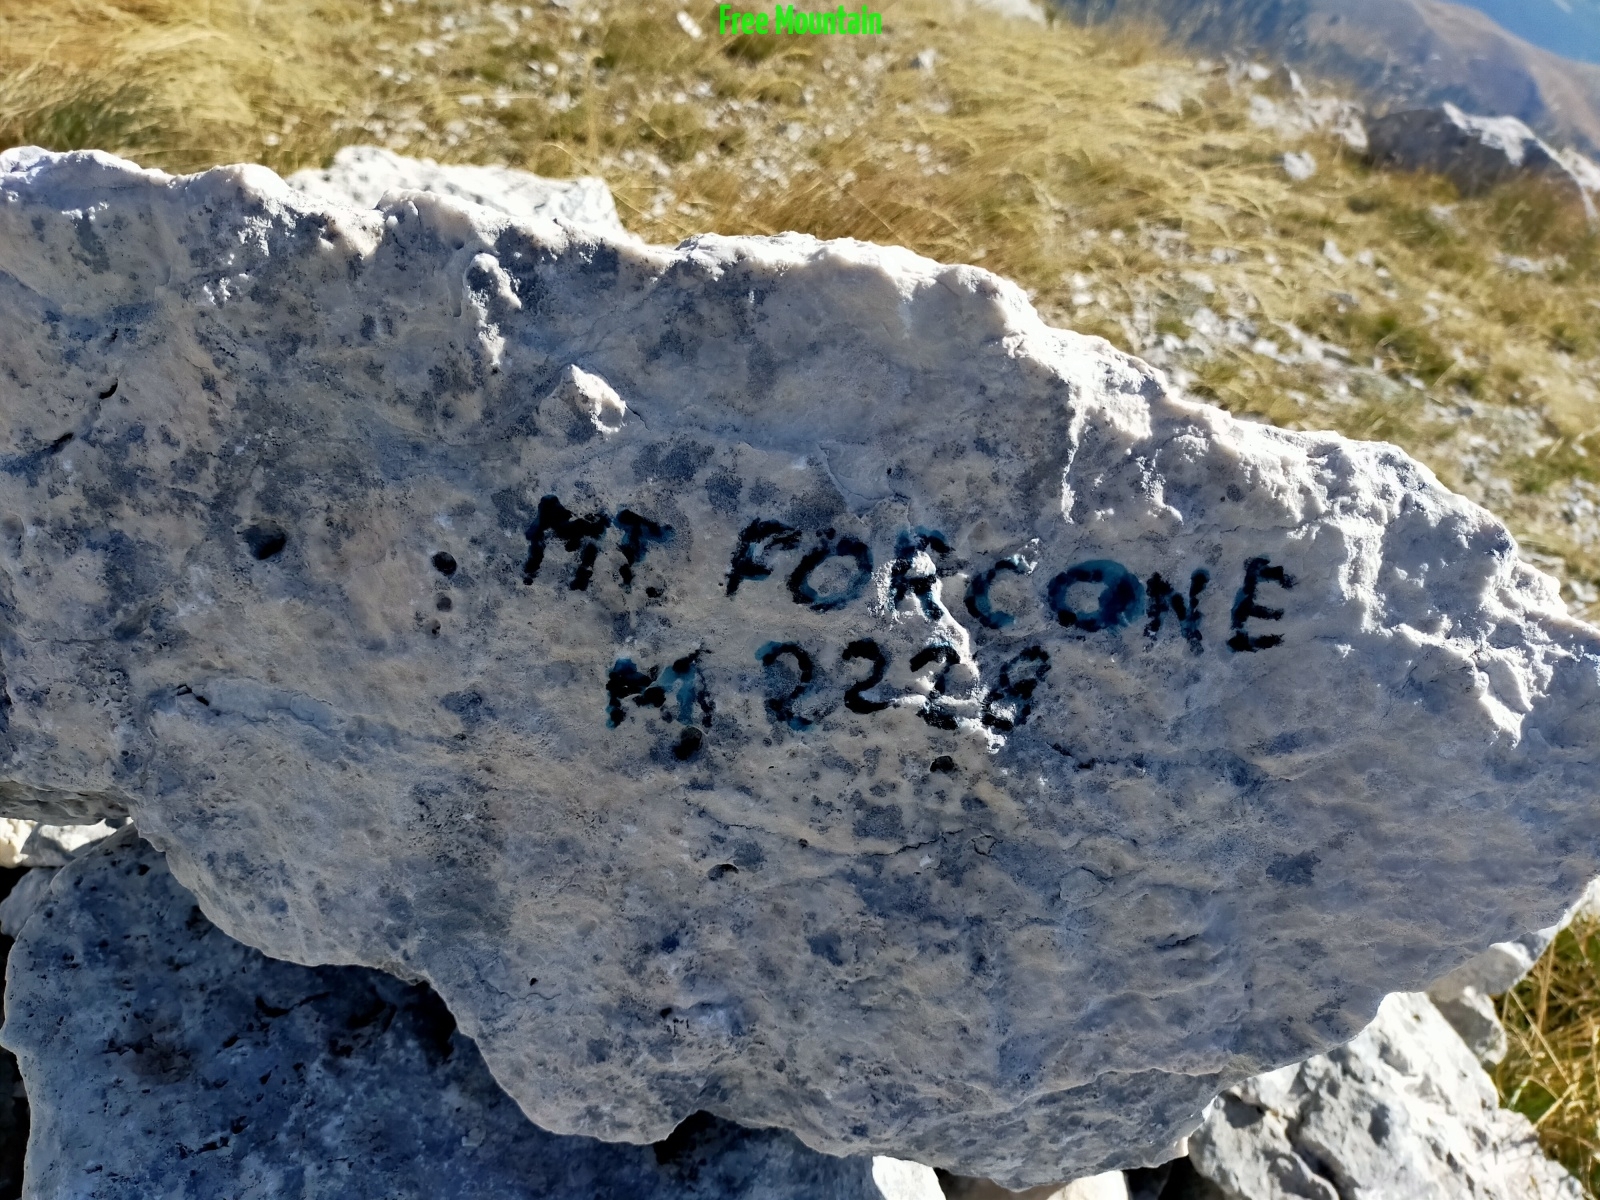 Free Mountain
MT. FORCONE
M 2228